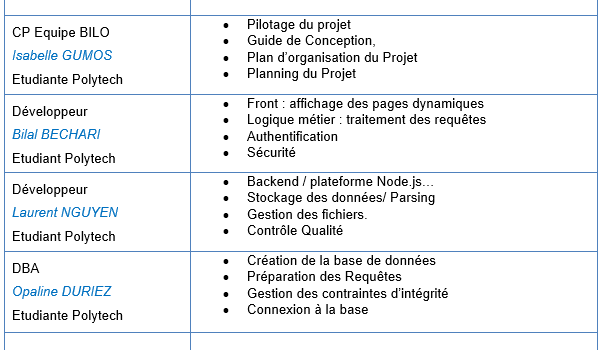 CP Equipe BILO
Isabelle GUMOS
Etudiante Polytech
• Pilotage du projet
• Guide de Conception,
• Plan d'organisation du Projet
• Planning du Projet
Développeur
Bilal BECHARI
Etudiant Polytech
• Front : affichage des pages dynamiques
• Logique métier : traitement des requêtes
• Authentification
• Sécurité
Développeur
Laurent NGUYEN
Etudiant Polytech
• Backend / plateforme Node.js…
• Stockage des données/ Parsing
• Gestion des fichiers.
• Contrôle Qualité
DBA
Opaline DURIEZ
Etudiante Polytech
• Création de la base de données
• Préparation des Requêtes
• Gestion des contraintes d'intégrité
• Connexion à la base